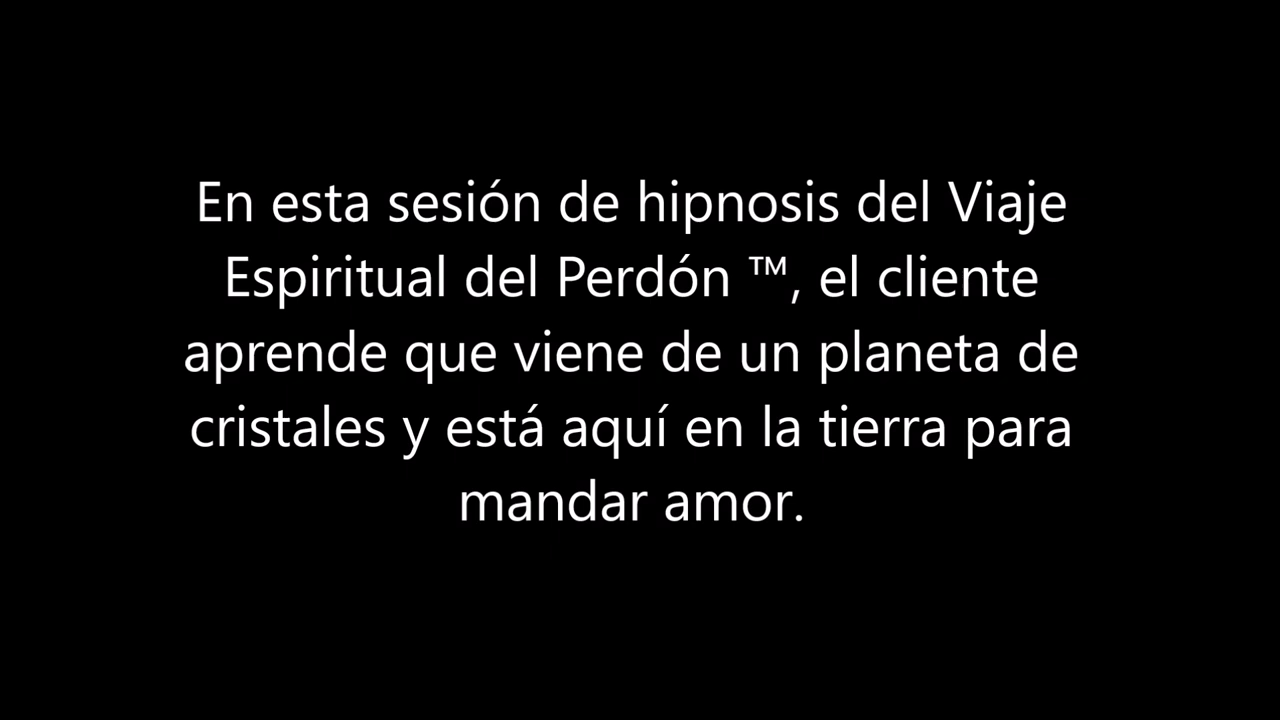 En esta sesión de hipnosis del Viaje
Espiritual del Perdón ™, el cliente
aprende que viene de un planeta de
cristales y está aquí en la tierra para
mandar amor.